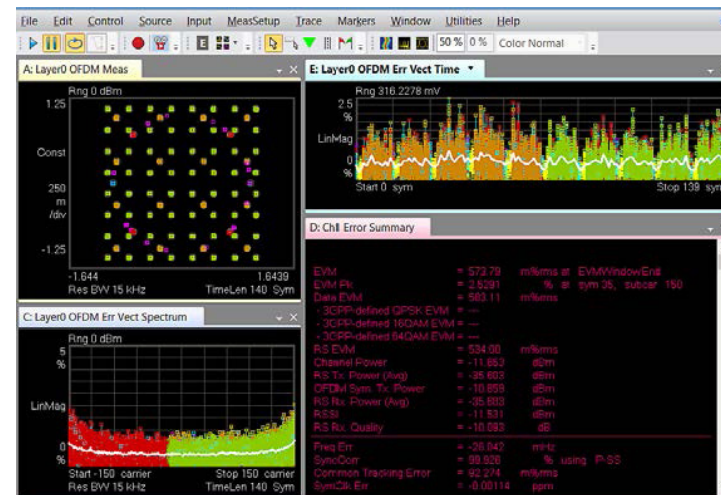 File Edit Control Source Input MeasSetup Trace Markers Window Utilities Help
50 % 0 % Color Normal
A: Layer0 OFDM Meas
Rng 0 dBm
1.25
Const
250
m
/div
-1.25
-1.644 1.6439
Res BW 15 kHz TimeLen 140 Sym
C: Layer0 OFDM Err Vect Spectrum
Rng 0 dBm
5
%
LinMag
0
%
Start -150 carrier Stop 150 carrier
Res BW 15 kHz TimeLen 140 Sym
E: Layer0 OFDM Err Vect Time
Rng 316.2278 mV
2.5
%
LinMag
0
%
Start 0 sym Stop 139 sym
D: Ch1 Error Summary
EVM = 573.79 m%rms at EVMWindowEnd
EVM Pk = 2.5291 % at sym 35, subcar 150
Data EVM = 583.11 m%rms
- 3GPP-defined QPSK EVM = ---
- 3GPP-defined 16QAM EVM = ---
- 3GPP-defined 64QAM EVM = ---
RS EVM = 534.00 m%rms
Channel Power = -11.653 dBm
RS Tx. Power (Avg) = -35.603 dBm
OFDM Sym. Tx. Power = -10.859 dBm
RS Rx. Power (Avg) = -35.603 dBm
RSSI = -11.531 dBm
RS Rx. Quality = -10.093 dB
Freq Err = -26.042 mHz
SyncCorr = 99.926 % using P-SS
Common Tracking Error = 92.274 m%rms
SymClk Err = -0.00114 ppm